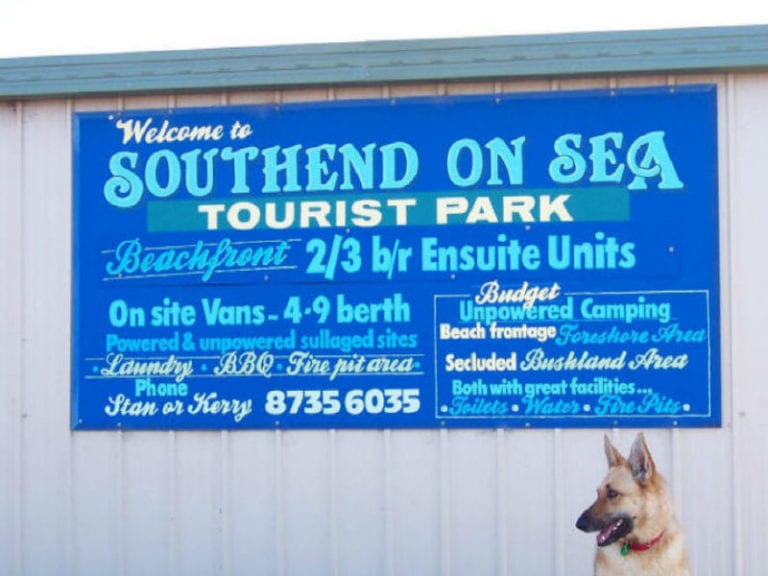 Welcome to
SOUTHEND ON SEA
TOURIST PARK
Beachfront 2/3 b/r Ensuite Units
On site Vans - 4-9 berth
Powered & unpowered sullaged sites
• Laundry • BBQ • Fire pit area •
Phone
Stan or Kerry 8735 6035
Budget
Unpowered Camping
Beach frontage Foreshore Area
Secluded Bushland Area
Both with great facilities...
• Toilets • Water • Fire Pits •